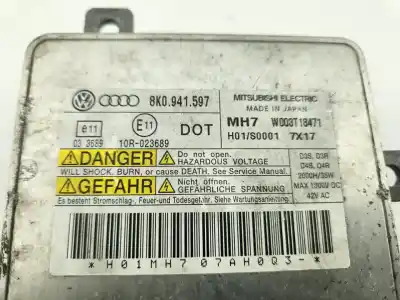 8K0.941.597
MITSUBISHI ELECTRIC
MADE IN JAPAN
e11
E11
DOT
MH7 W003T18471
H01/S0001 7X17
03 3689
10R-023689
DANGER
Do not open.
HAZARDOUS VOLTAGE
WILL SHOCK, BURN, or cause DEATH. See Service Manual.
GEFAHR
Nicht öffnen.
GEFÄHRLICHE SPANNUNG
Es besteht Stromschlag-, Feuer-und Todesgefahr. Siehe Wartungsanleitung.
D3S, D3R
D4S, D4R
2000H/35W
MAX 1300V DC
42V AC
*H01MH707AH0Q3-*